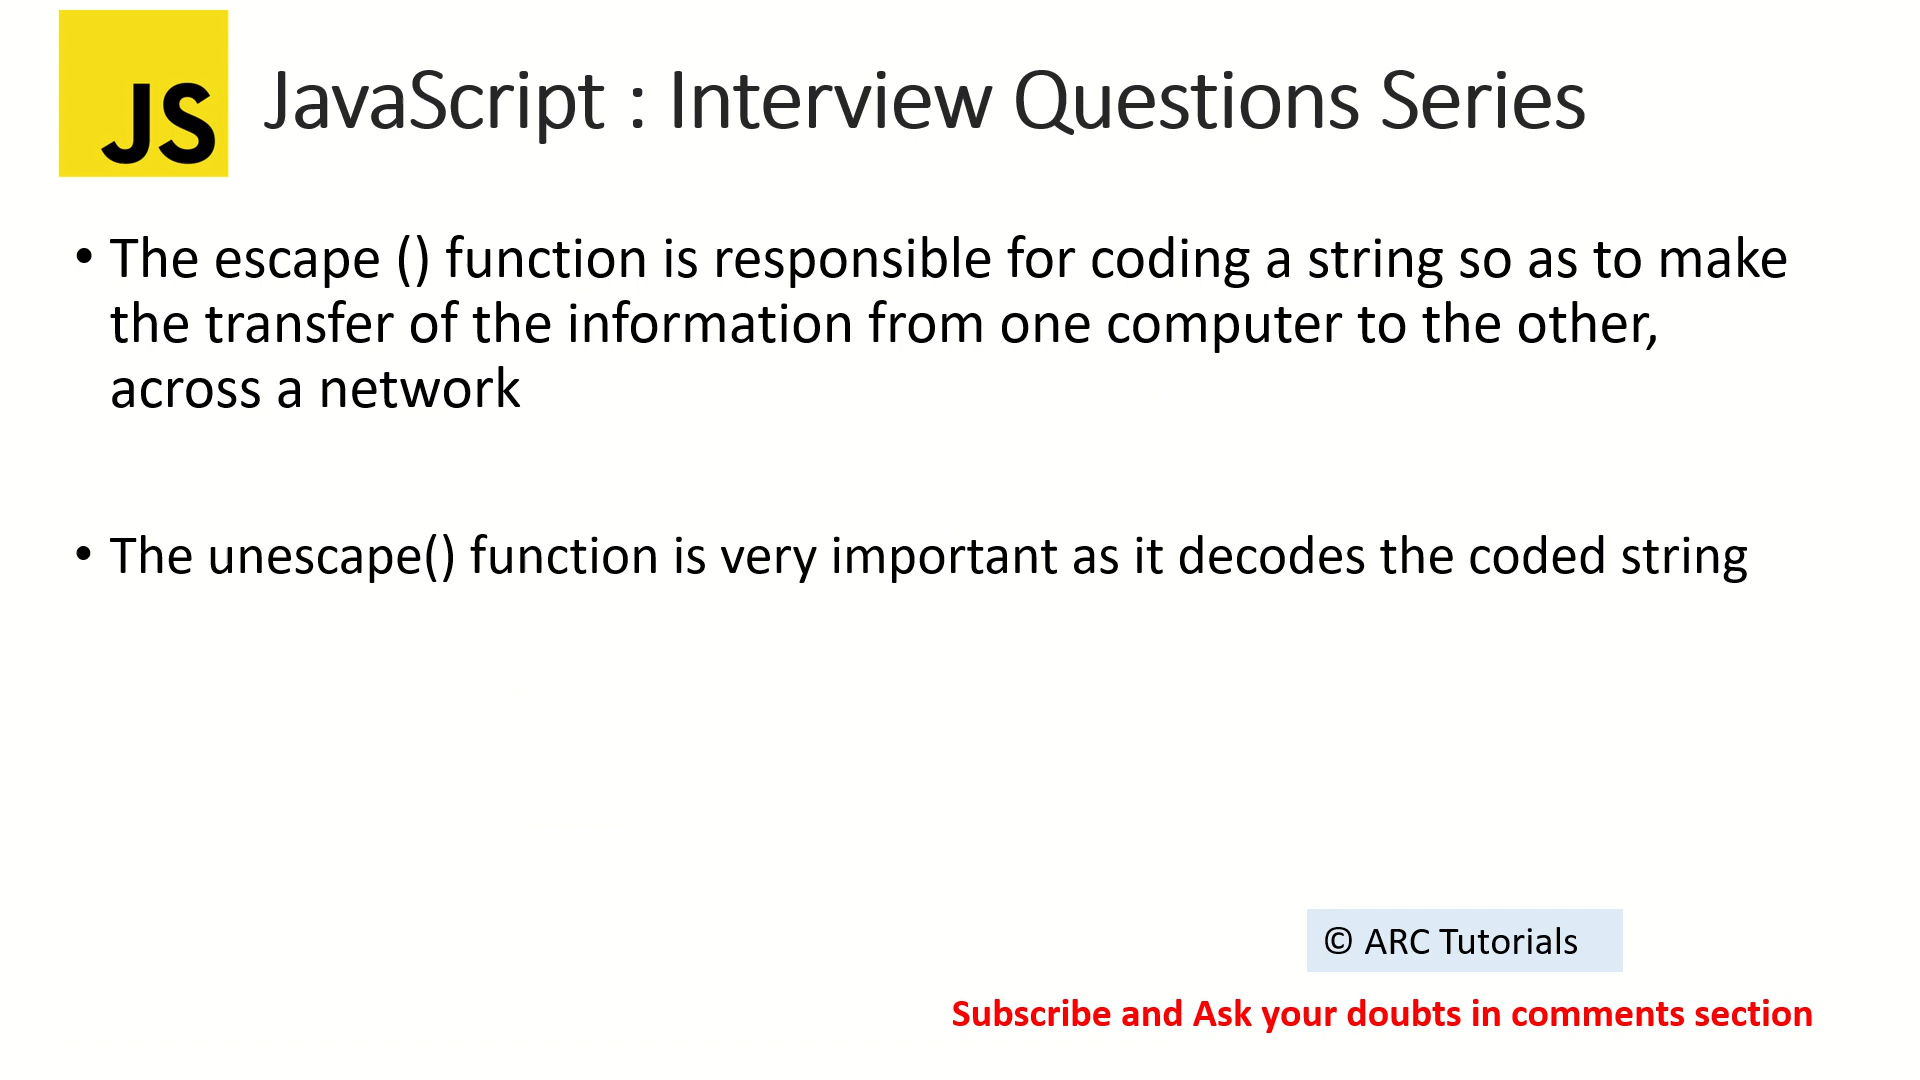 JS
JavaScript : Interview Questions Series
• The escape () function is responsible for coding a string so as to make
the transfer of the information from one computer to the other,
across a network
• The unescape() function is very important as it decodes the coded string
© ARC Tutorials
Subscribe and Ask your doubts in comments section